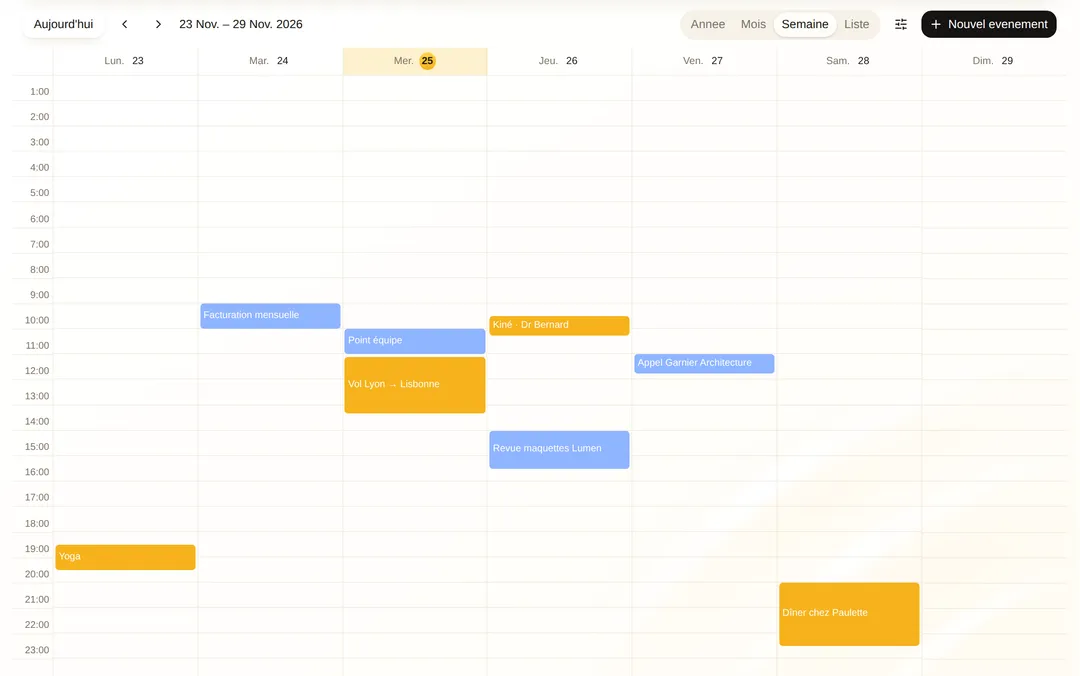 Aujourd'hui 23 Nov. – 29 Nov. 2026 Annee Mois Semaine Liste + Nouvel evenement
Lun. 23 Mar. 24 Mer. 25 Jeu. 26 Ven. 27 Sam. 28 Dim. 29
1:00
2:00
3:00
4:00
5:00
6:00
7:00
8:00
9:00
Facturation mensuelle
10:00
Kiné · Dr Bernard
Point équipe
11:00
Appel Garnier Architecture
12:00
Vol Lyon → Lisbonne
13:00
14:00
15:00
Revue maquettes Lumen
16:00
17:00
18:00
19:00
Yoga
20:00
21:00
Dîner chez Paulette
22:00
23:00